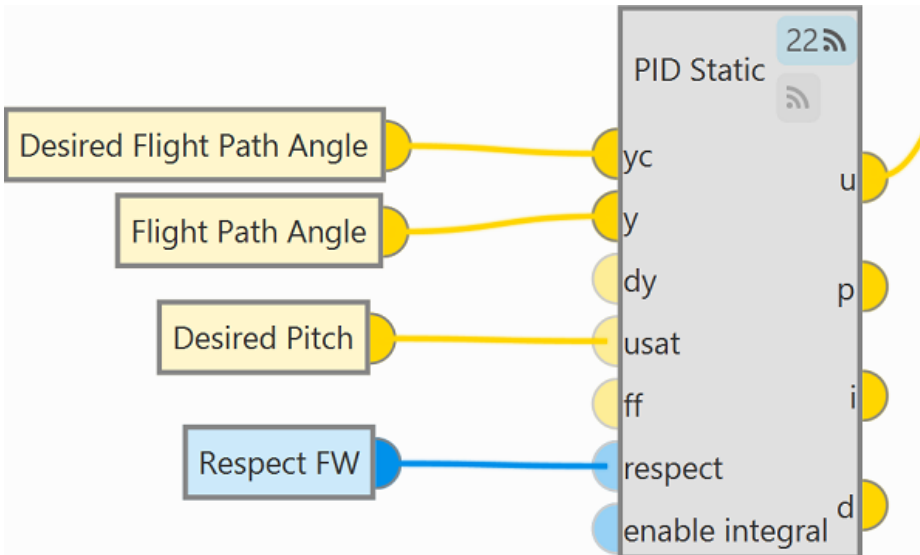 22
PID Static
Desired Flight Path Angle
yc
u
Flight Path Angle
y
dy
p
Desired Pitch
usat
ff
i
Respect FW
respect
d
enable integral